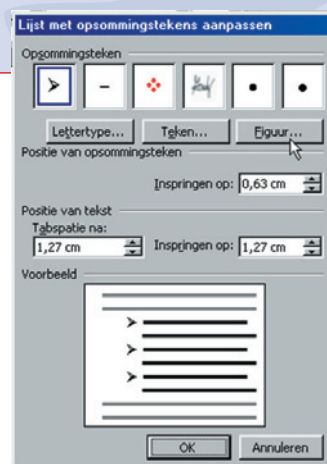 Lijst met opsommingstekens aanpassen
Opsommingsteken
Lettertype... Teken... Figuur...
Positie van opsommingsteken
Inspringen op: 0,63 cm
Positie van tekst
Tabspatie na:
1,27 cm Inspringen op: 1,27 cm
Voorbeeld
OK Annuleren